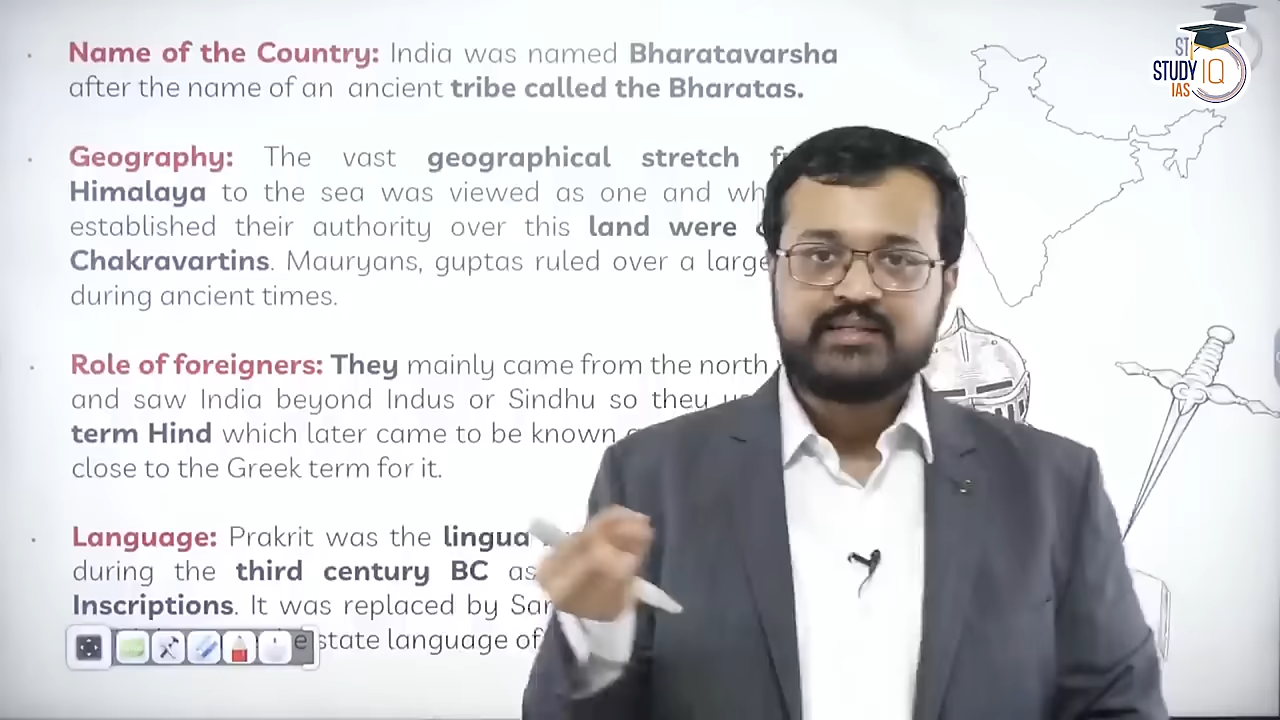 Name of the Country: India was named Bharatavarsha
after the name of an ancient tribe called the Bharatas.
Geography: The vast geographical stretch
Himalaya to the sea was viewed as one and
established their authority over this land were
Chakravartins. Mauryans, guptas ruled over a large
during ancient times.
Role of foreigners: They mainly came from the north
and saw India beyond Indus or Sindhu so they
term Hind which later came to be known
close to the Greek term for it.
Language: Prakrit was the lingua
during the third century BC as
Inscriptions. It was replaced by
state language of
STUDY IQ
IAS